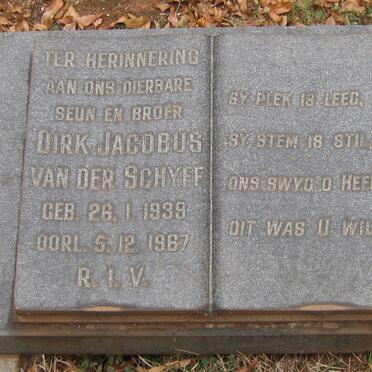 TER HERINNERING
AAN ONS DIERBARE
SEUN EN BROER
DIRK JACOBUS
VAN DER SCHYFF
GEB. 26. 1. 1939
OORL. 5. 12. 1967
R. I. V.
SY PLEK IS LEEG,
SY STEM IS STIL,
ONS SWYG O HEER
DIT WAS U WIL